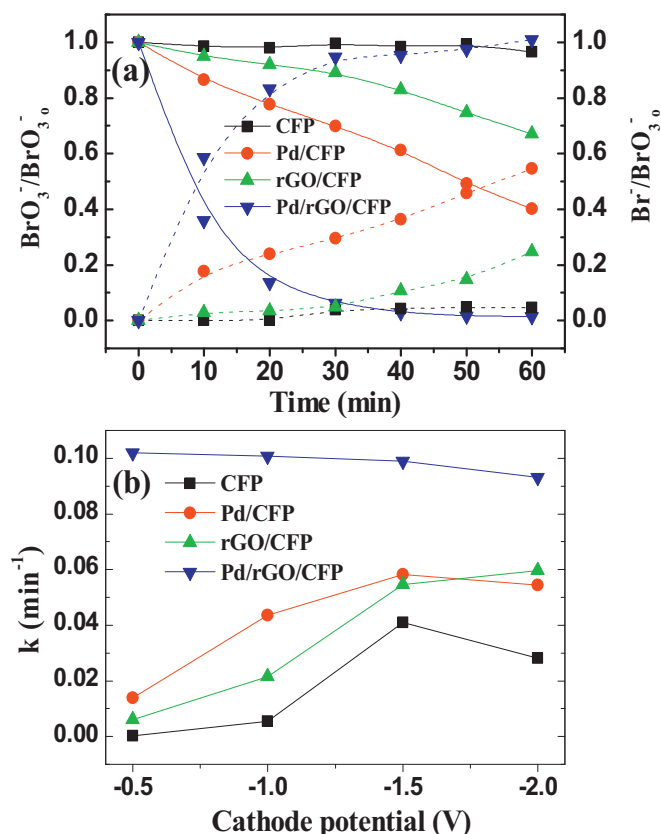 (a)
1.0
0.8
0.6
0.4
0.2
0.0
BrO₃⁻/BrO₃⁻ₒ
CFP
Pd/CFP
rGO/CFP
Pd/rGO/CFP
1.0
0.8
0.6
0.4
0.2
0.0
Br⁻/BrO₃⁻ₒ
0 10 20 30 40 50 60
Time (min)
(b)
0.10
0.08
0.06
0.04
0.02
0.00
k (min⁻¹)
CFP
Pd/CFP
rGO/CFP
Pd/rGO/CFP
-0.5 -1.0 -1.5 -2.0
Cathode potential (V)